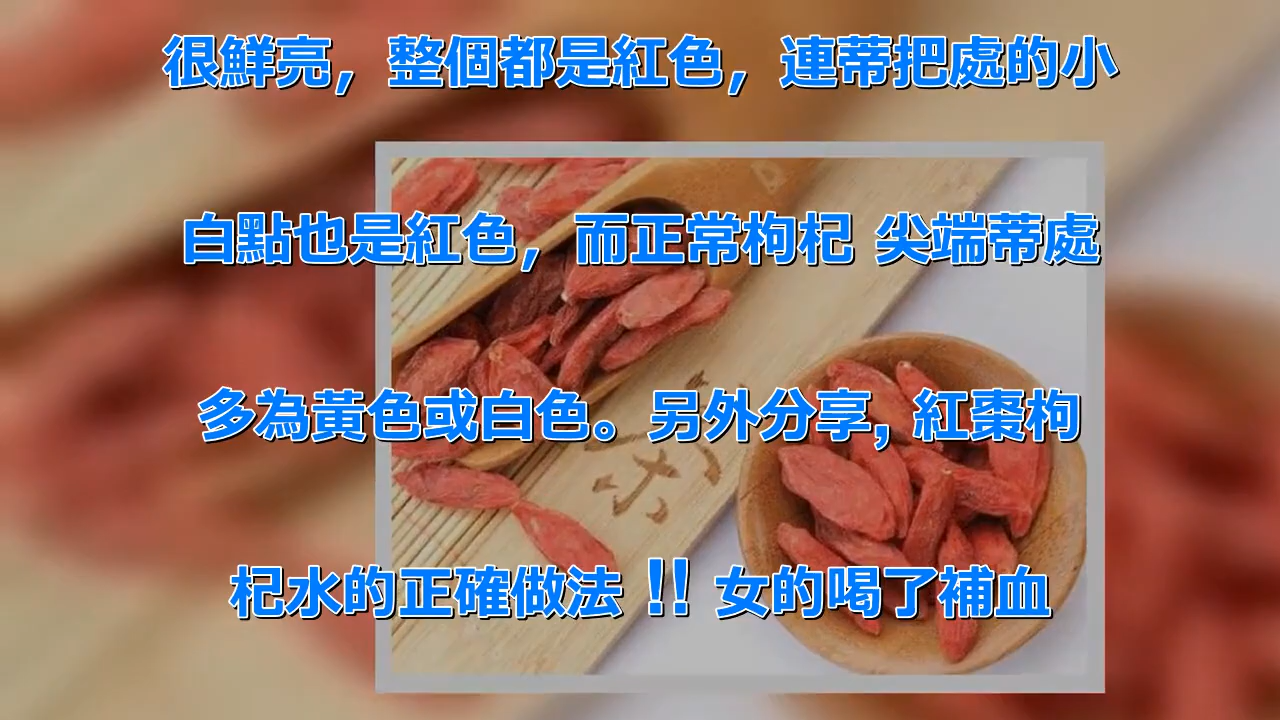 很鮮亮，整個都是紅色，連蒂把處的小
白點也是紅色，而正常枸杞 尖端蒂處
多為黃色或白色。另外分享, 紅棗枸
茶
杞水的正確做法 !! 女的喝了補血